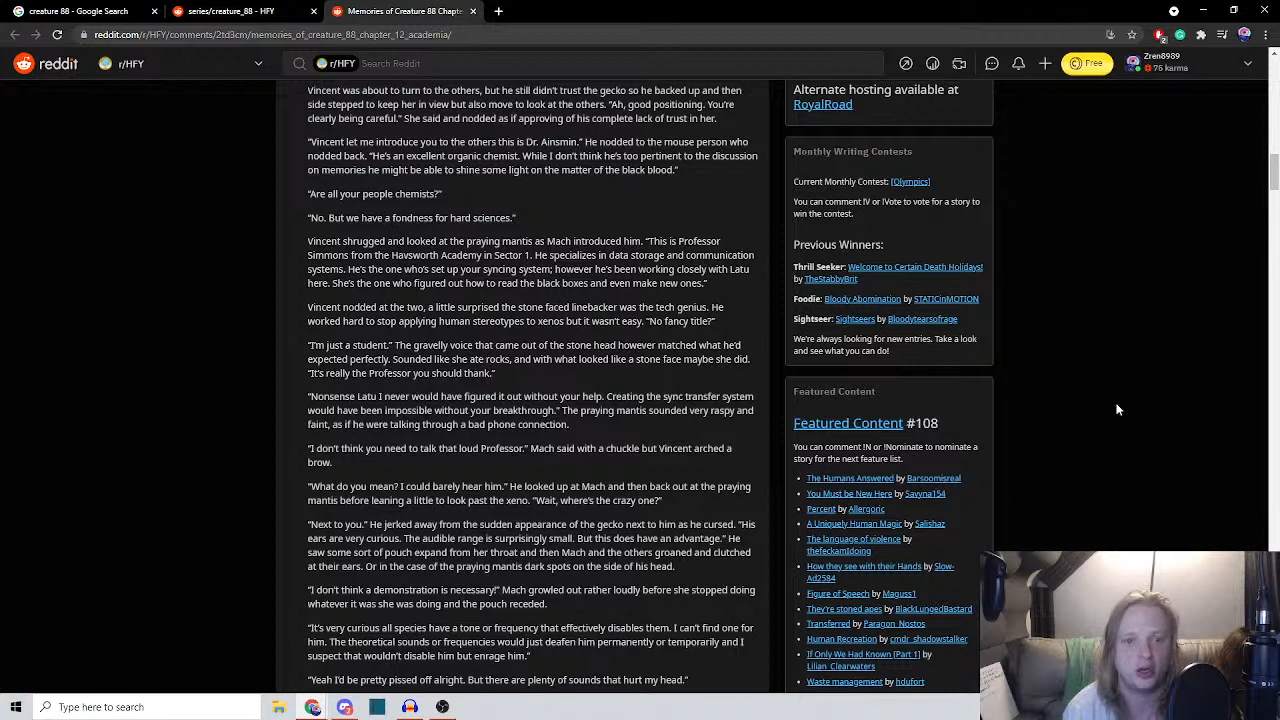 creature 88 - Google Search
series/creature_88 - HFY
Memories of Creature 88 Chapte
reddit.com/r/HFY/comments/2td3cm/memories_of_creature_88_chapter_12_academia/
2
reddit
r/HFY
r/HFY Search Reddit
Free
Zren8989
75 karma
Vincent was about to turn to the others, but he still didn't trust the gecko so he backed up and then
side stepped to keep her in view but also move to look at the others. "Ah, good positioning. You're
clearly being careful." She said and nodded as if approving of his complete lack of trust in her.
"Vincent let me introduce you to the others this is Dr. Ainsmin." He nodded to the mouse person who
nodded back. "He's an excellent organic chemist. While I don't think he's too pertinent to the discussion
on memories he might be able to shine some light on the matter of the black blood."
"Are all your people chemists?"
"No. But we have a fondness for hard sciences."
Vincent shrugged and looked at the praying mantis as Mach introduced him. "This is Professor
Simmons from the Havsworth Academy in Sector 1. He specializes in data storage and communication
systems. He's the one who's set up your syncing system; however he's been working closely with Latu
here. She's the one who figured out how to read the black boxes and even make new ones."
Vincent nodded at the two, a little surprised the stone faced linebacker was the tech genius. He
worked hard to stop applying human stereotypes to xenos but it wasn't easy. "No fancy title?"
"I'm just a student." The gravelly voice that came out of the stone head however matched what he'd
expected perfectly. Sounded like she ate rocks, and with what looked like a stone face maybe she did.
"It's really the Professor you should thank."
"Nonsense Latu I never would have figured it out without your help. Creating the sync transfer system
would have been impossible without your breakthrough." The praying mantis sounded very raspy and
faint, as if he were talking through a bad phone connection.
"I don't think you need to talk that loud Professor." Mach said with a chuckle but Vincent arched a
brow.
"What do you mean? I could barely hear him." He looked up at Mach and then back out at the praying
mantis before leaning a little to look past the xeno. "Wait, where's the crazy one?"
"Next to you." He jerked away from the sudden appearance of the gecko next to him as he cursed. "His
ears are very curious. The audible range is surprisingly small. But this does have an advantage." He
saw some sort of pouch expand from her throat and then Mach and the others groaned and clutched
at their ears. Or in the case of the praying mantis dark spots on the side of his head.
"I don't think a demonstration is necessary!" Mach growled out rather loudly before she stopped doing
whatever it was she was doing and the pouch receded.
"It's very curious all species have a tone or frequency that effectively disables them. I can't find one for
him. The theoretical sounds or frequencies would just deafen him permanently or temporarily and I
suspect that wouldn't disable him but enrage him."
"Yeah I'd be pretty pissed off alright. But there are plenty of sounds that hurt my head."
Alternate hosting available at
RoyalRoad
Monthly Writing Contests
Current Monthly Contest: [Olympics]
You can comment !V or !Vote to vote for a story to
win the contest.
Previous Winners:
Thrill Seeker: Welcome to Certain Death Holidays!
by TheStabbyBrit
Foodie: Bloody Abomination by STATICinMOTION
Sightseer: Sightseers by Bloodytearsofrage
We're always looking for new entries. Take a look
and see what you can do!
Featured Content
Featured Content #108
You can comment !N or !Nominate to nominate a
story for the next feature list.
The Humans Answered by Barsoomisreal
You Must be New Here by Savyna154
Percent by Allergoric
A Uniquely Human Magic by Salishaz
The language of violence by
thefeckamIdoing
How they see with their Hands by Slow-
Ad2584
Figure of Speech by Maguss1
They're stoned apes by BlackLungedBastard
Transferred by Paragon_Nostos
Human Recreation by cmdr_shadowstalker
If Only We Had Known [Part 1] by
Lilian_Clearwaters
Waste management by hdufort
Type here to search